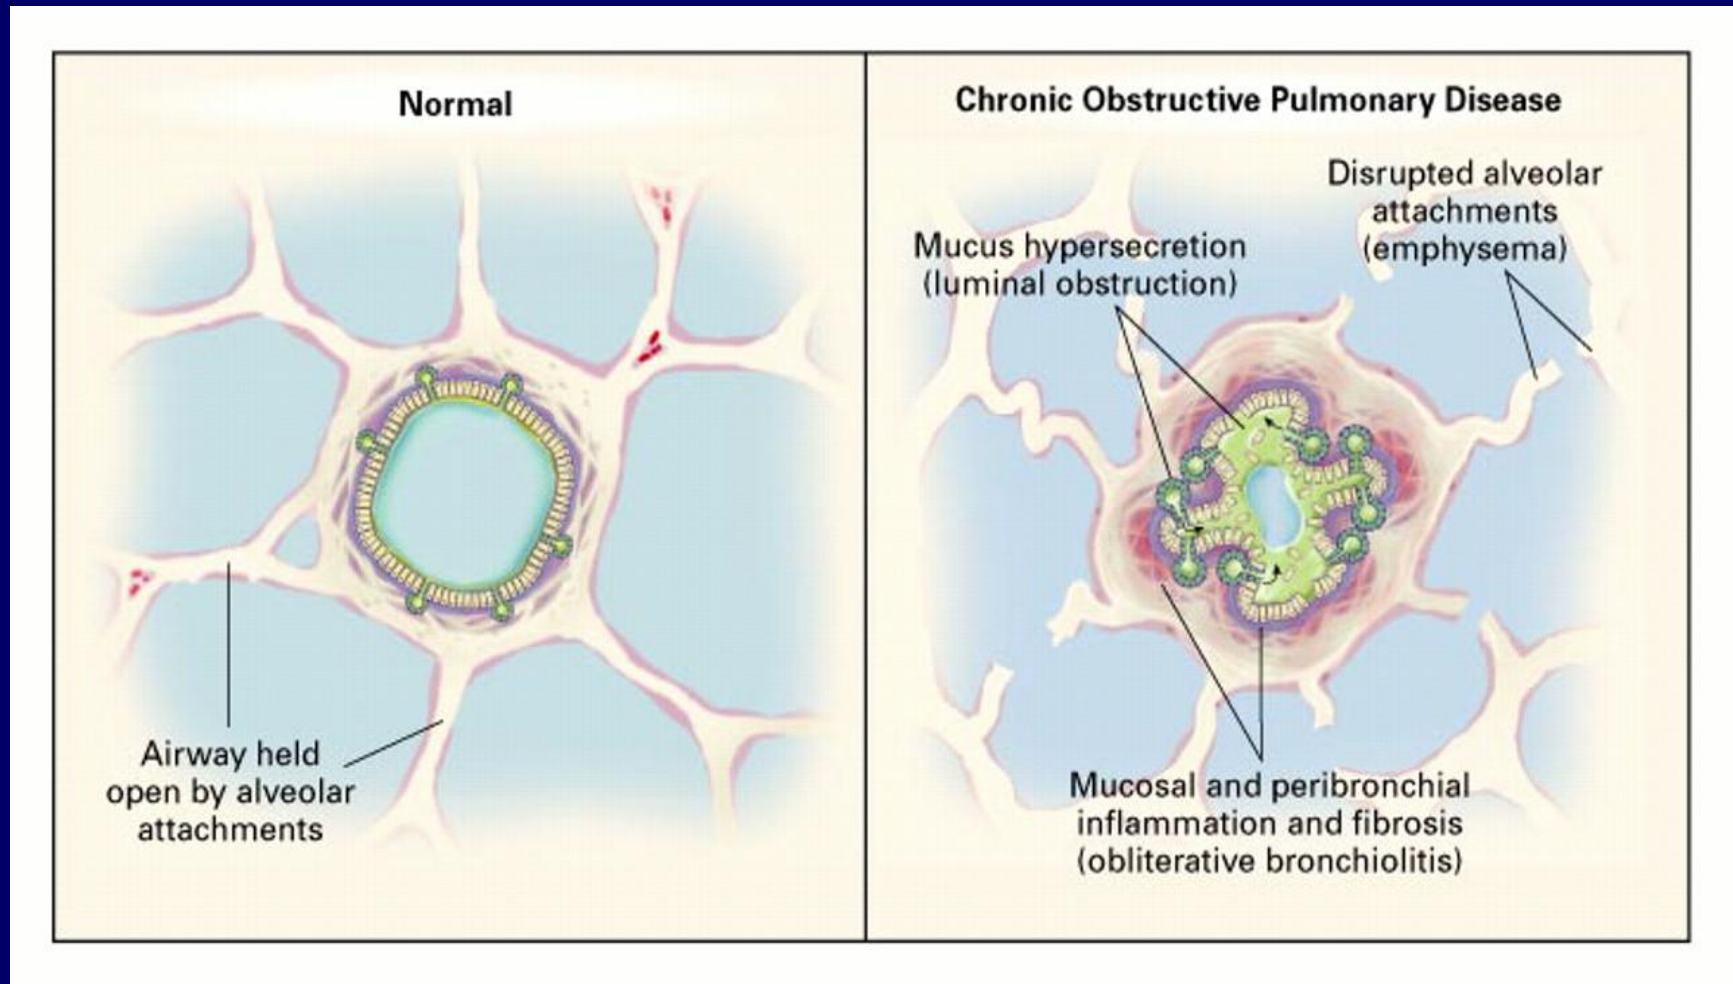 Normal
Airway held
open by alveolar
attachments
Chronic Obstructive Pulmonary Disease
Disrupted alveolar
attachments
(emphysema)
Mucus hypersecretion
(luminal obstruction)
Mucosal and peribronchial
inflammation and fibrosis
(obliterative bronchiolitis)